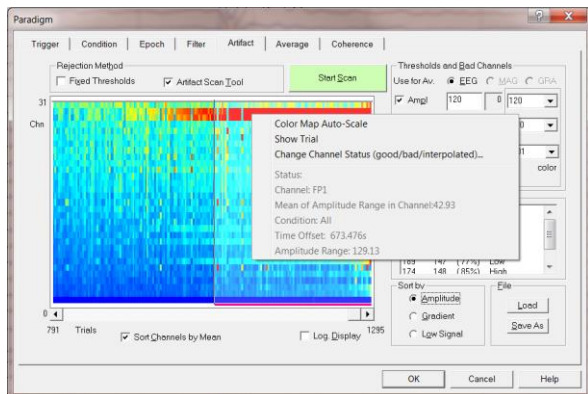 Paradigm
Trigger Condition Epoch Filter Artifact Average Coherence
Rejection Method
Fixed Thresholds Artifact Scan Tool
Start Scan
Thresholds and Bad Channels
Use for Av. EEG MAG GRA
Ampl 120 120
31
Chn
Color Map Auto-Scale
Show Trial
Change Channel Status (good/bad/interpolated)...
Status:
Channel: FP1
Mean of Amplitude Range in Channel:42.93
Condition: All
Time Offset: 673.476s
Amplitude Range: 129.13
color
147 (77%) Low
174 148 (85%) High
Sort by
Amplitude
Gradient
Low Signal
File
Load
Save As
0
791 Trials 1295
Sort Channels by Mean Log. Display
OK Cancel Help